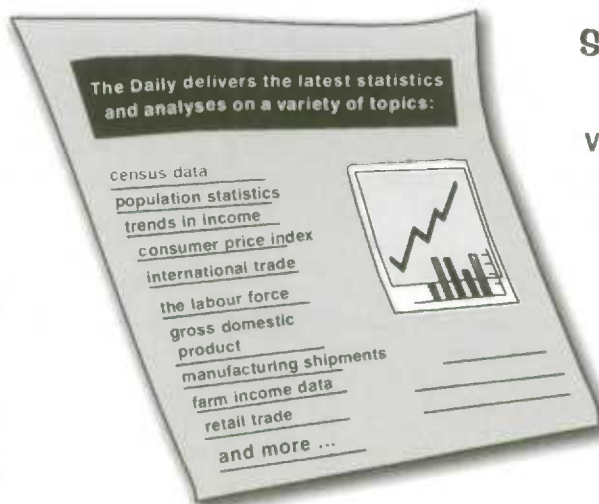 The Daily delivers the latest statistics
and analyses on a variety of topics:
census data
population statistics
trends in income
consumer price index
international trade
the labour force
gross domestic
product
manufacturing shipments
farm income data
retail trade
and more ...